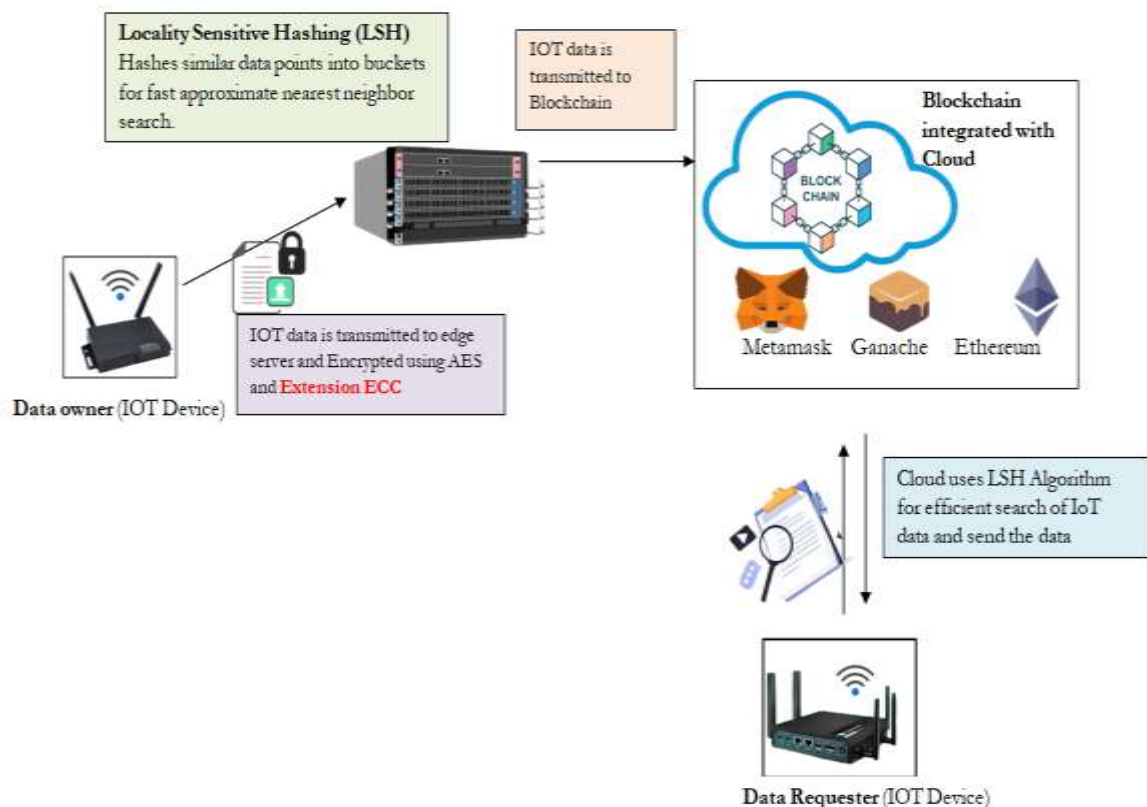 Locality Sensitive Hashing (LSH)
Hashes similar data points into buckets
for fast approximate nearest neighbor
search.
IOT data is
transmitted to
Blockchain
Blockchain
integrated with
Cloud
BLOCK
CHAIN
Metamask Ganache Ethereum
IOT data is transmitted to edge
server and Encrypted using AES
and Extension ECC
Data owner (IOT Device)
Cloud uses LSH Algorithm
for efficient search of IoT
data and send the data
Data Requester (IOT Device)